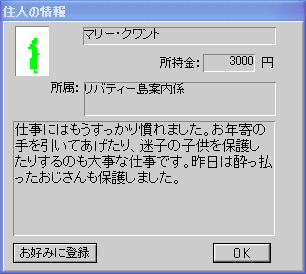 住人の情報
マリー・クワント
所持金: 3000 円
所属: リバティー島案内係
仕事にはもうすっかり慣れました。お年寄の
手を引いてあげたり、迷子の子供を保護し
たりするのも大事な仕事です。昨日は酔っ払
ったおじさんも保護しました。
お好みに登録 OK